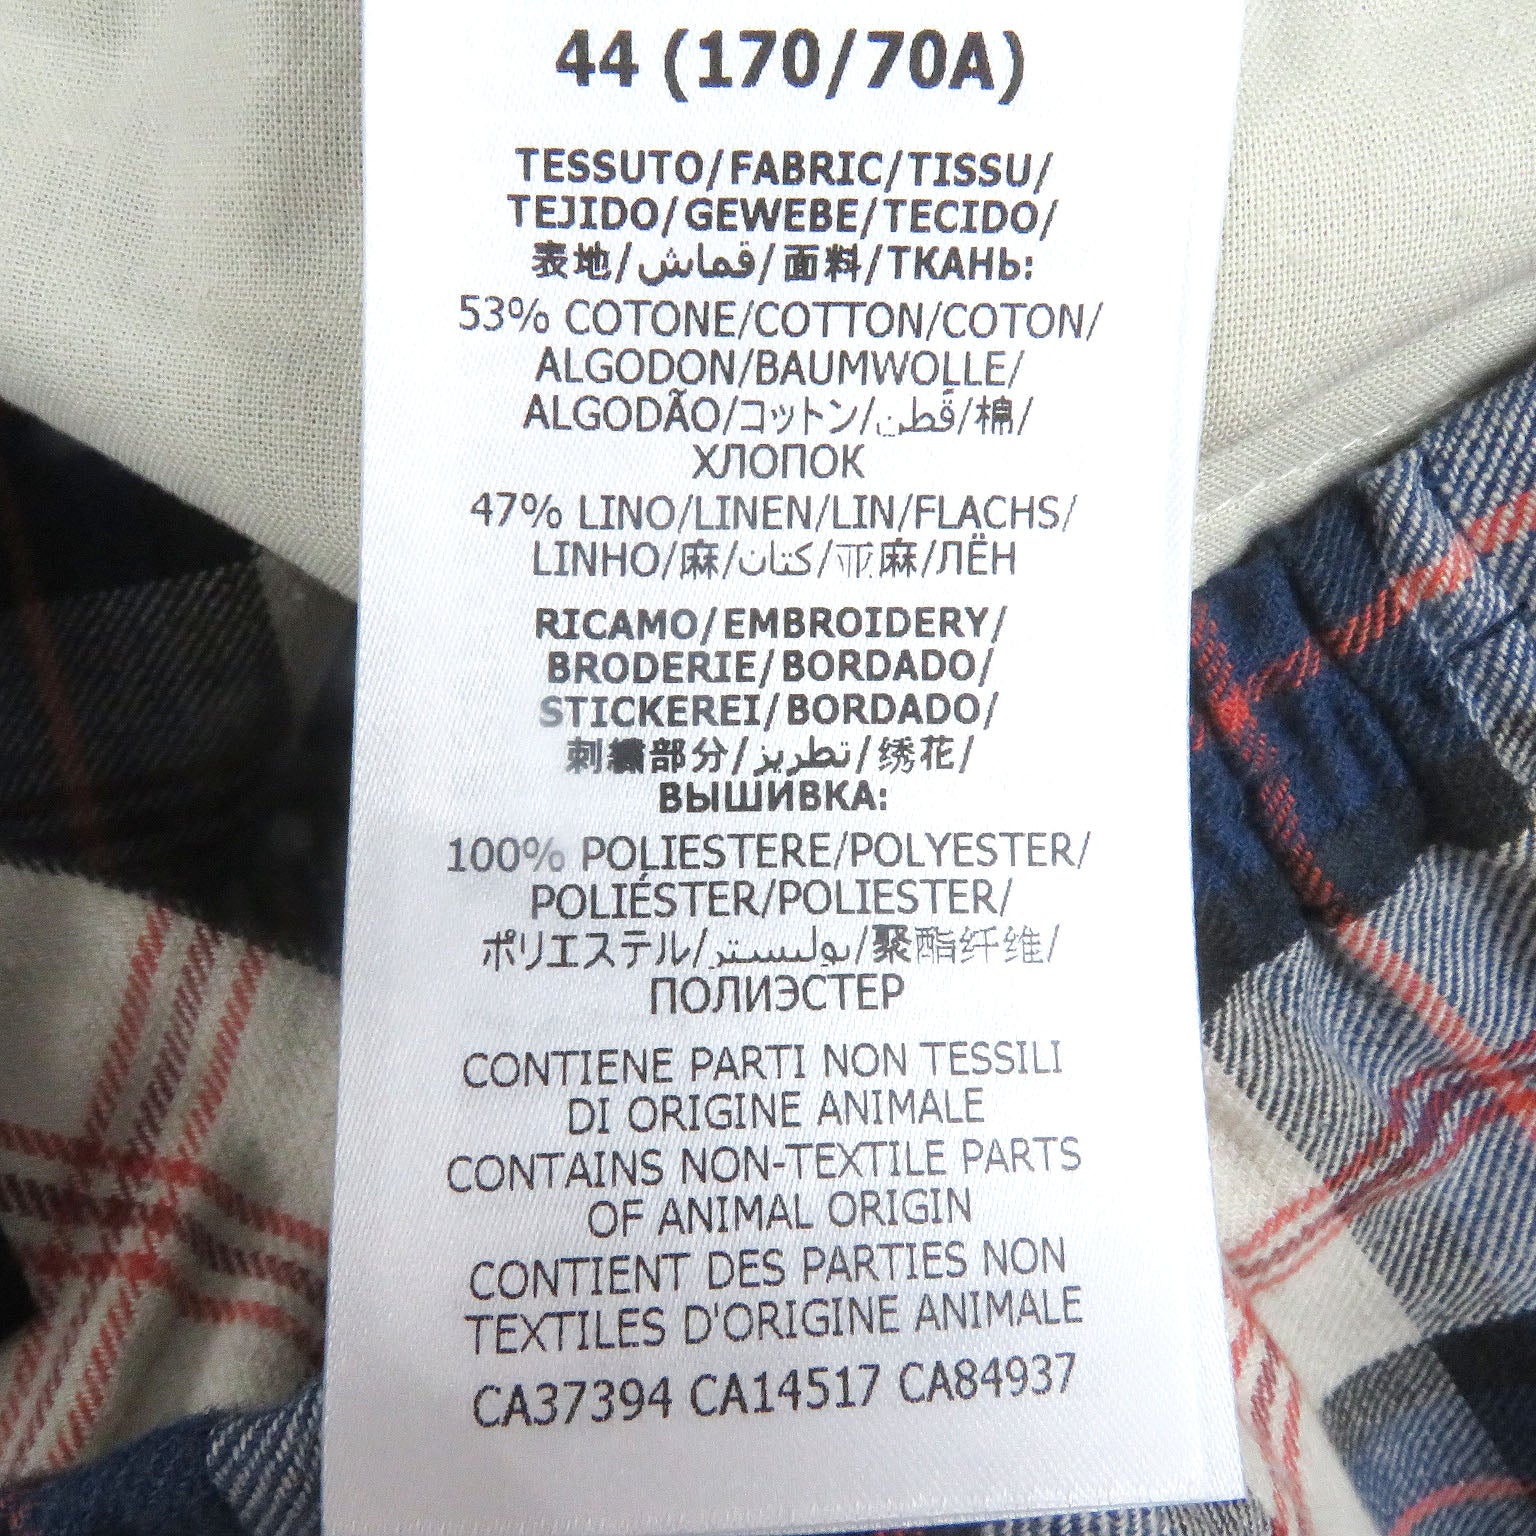 44 (170/70A)
TESSUTO/FABRIC/TISSU/
TEJIDO/GEWEBE/TECIDO/
表地/قماش/面料/ТКАНЬ:
53% COTONE/COTTON/COTON/
ALGODON/BAUMWOLLE/
ALGODÃO/コットン/قطن/棉/
ХЛОПОК
47% LINO/LINEN/LIN/FLACHS/
LINHO/麻/كتان/亚麻/ЛЁН
RICAMO/EMBROIDERY/
BRODERIE/BORDADO/
STICKEREI/BORDADO/
刺繍部分/تطريز/绣花/
ВЫШИВКА:
100% POLIESTERE/POLYESTER/
POLIÉSTER/POLIESTER/
ポリエステル/بوليستر/聚酯纤维/
ПОЛИЭСТЕР
CONTIENE PARTI NON TESSILI
DI ORIGINE ANIMALE
CONTAINS NON-TEXTILE PARTS
OF ANIMAL ORIGIN
CONTIENT DES PARTIES NON
TEXTILES D'ORIGINE ANIMALE
CA37394 CA14517 CA84937